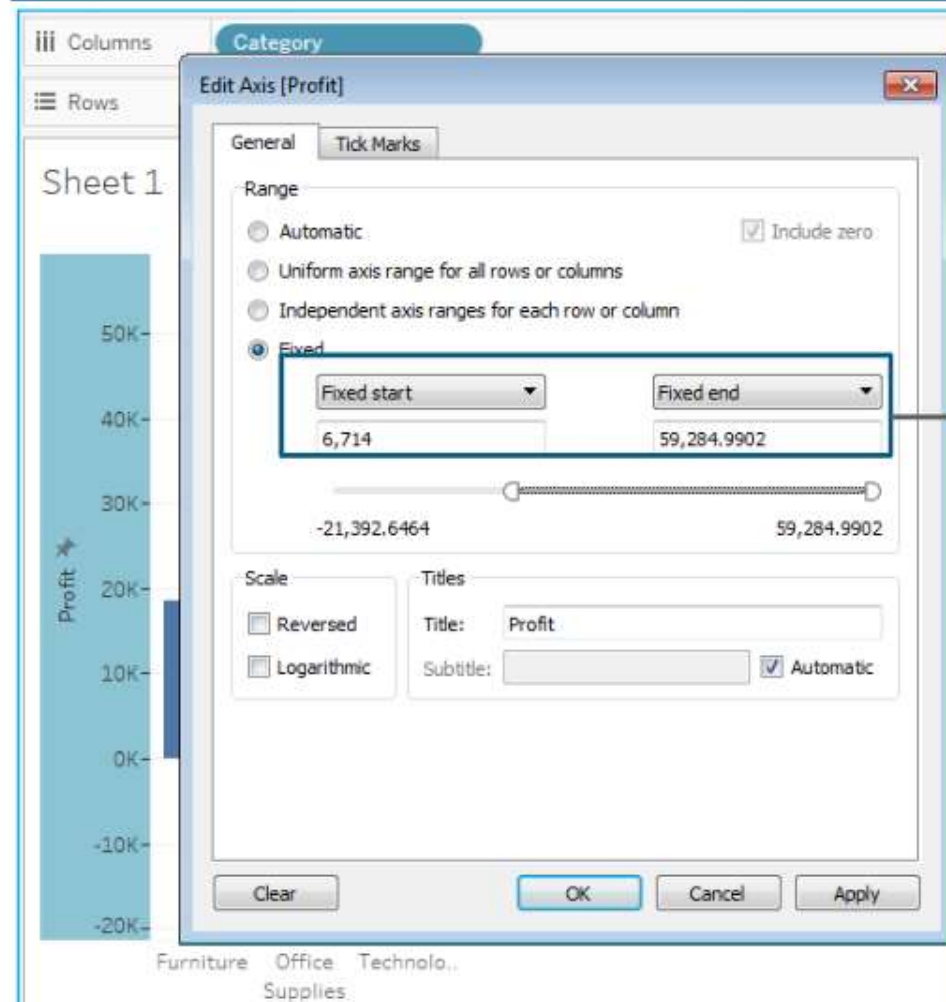 Columns Category
Rows
Edit Axis [Profit]
General Tick Marks
Sheet 1
Range
Automatic Include zero
Uniform axis range for all rows or columns
Independent axis ranges for each row or column
Fixed
Fixed start Fixed end
6,714 59,284.9902
-21,392.6464 59,284.9902
Scale Titles
Reversed Title: Profit
Logarithmic Subtitle: Automatic
Clear OK Cancel Apply
Profit
50K
40K
30K
20K
10K
0K
-10K
-20K
Furniture Office Technolo..
Supplies